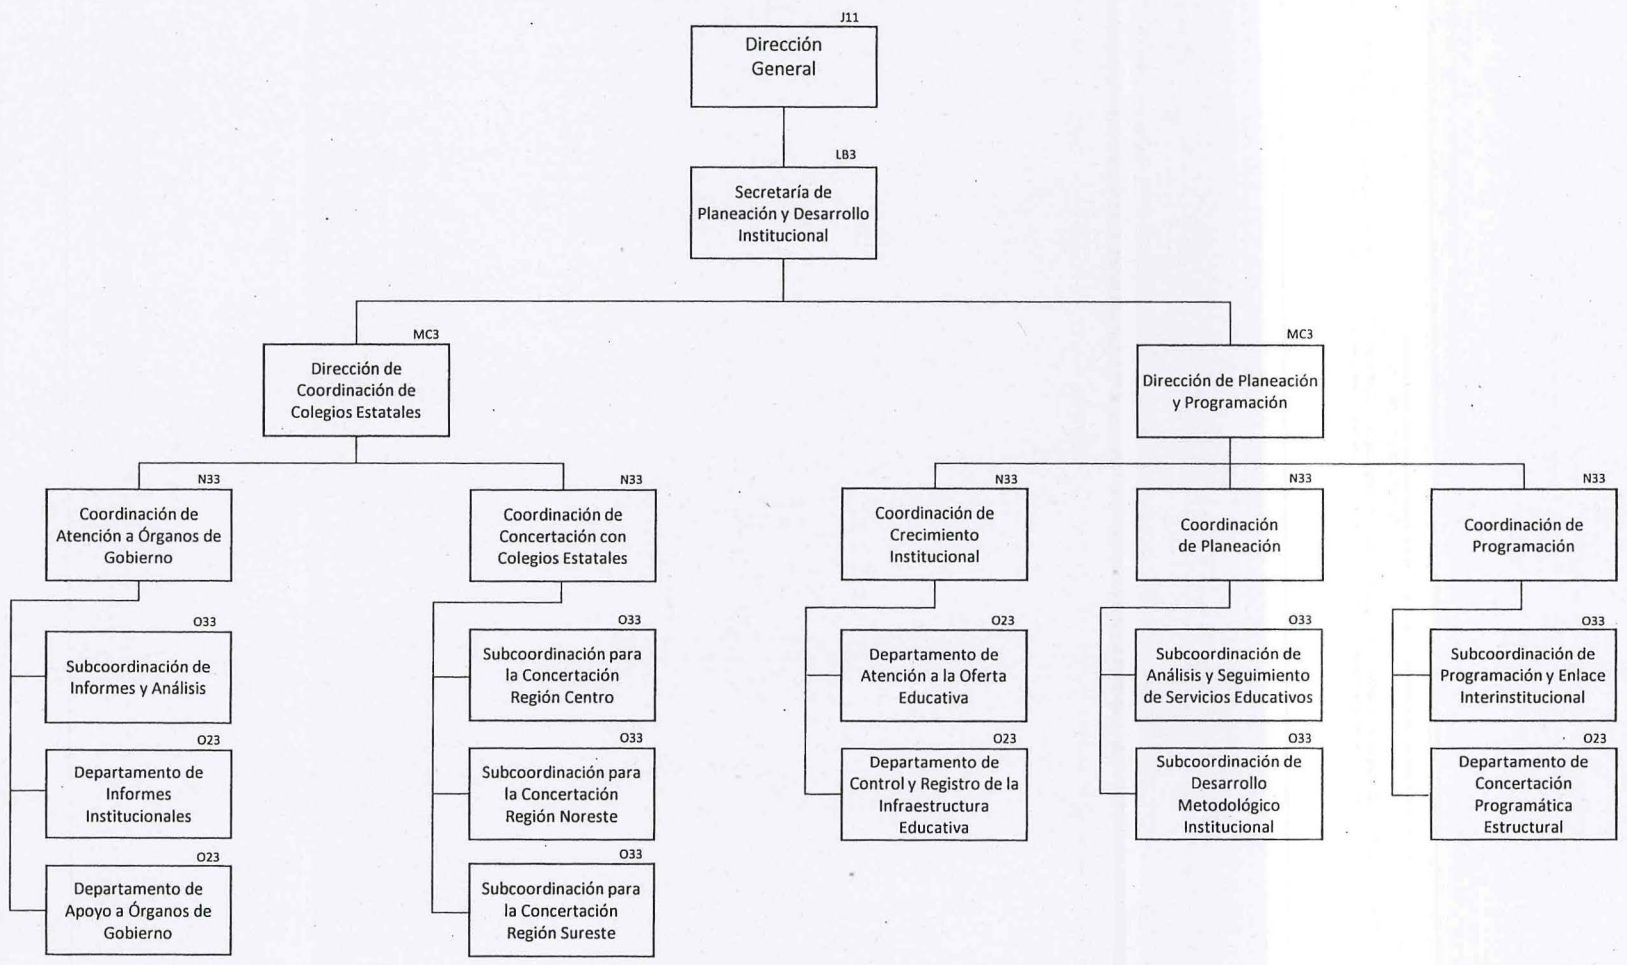 J11
Dirección
General
LB3
Secretaría de
Planeación y Desarrollo
Institucional
MC3
Dirección de
Coordinación de
Colegios Estatales
MC3
Dirección de Planeación
y Programación
N33
Coordinación de
Atención a Órganos de
Gobierno
N33
Coordinación de
Concertación con
Colegios Estatales
N33
Coordinación de
Crecimiento
Institucional
N33
Coordinación
de Planeación
N33
Coordinación de
Programación
O33
Subcoordinación de
Informes y Análisis
O23
Departamento de
Informes
Institucionales
O23
Departamento de
Apoyo a Órganos de
Gobierno
O33
Subcoordinación para
la Concertación
Región Centro
O33
Subcoordinación para
la Concertación
Región Noreste
O33
Subcoordinación para
la Concertación
Región Sureste
O23
Departamento de
Atención a la Oferta
Educativa
O23
Departamento de
Control y Registro de la
Infraestructura
Educativa
O33
Subcoordinación de
Análisis y Seguimiento
de Servicios Educativos
O33
Subcoordinación de
Desarrollo
Metodológico
Institucional
O33
Subcoordinación de
Programación y Enlace
Interinstitucional
O23
Departamento de
Concertación
Programática
Estructural